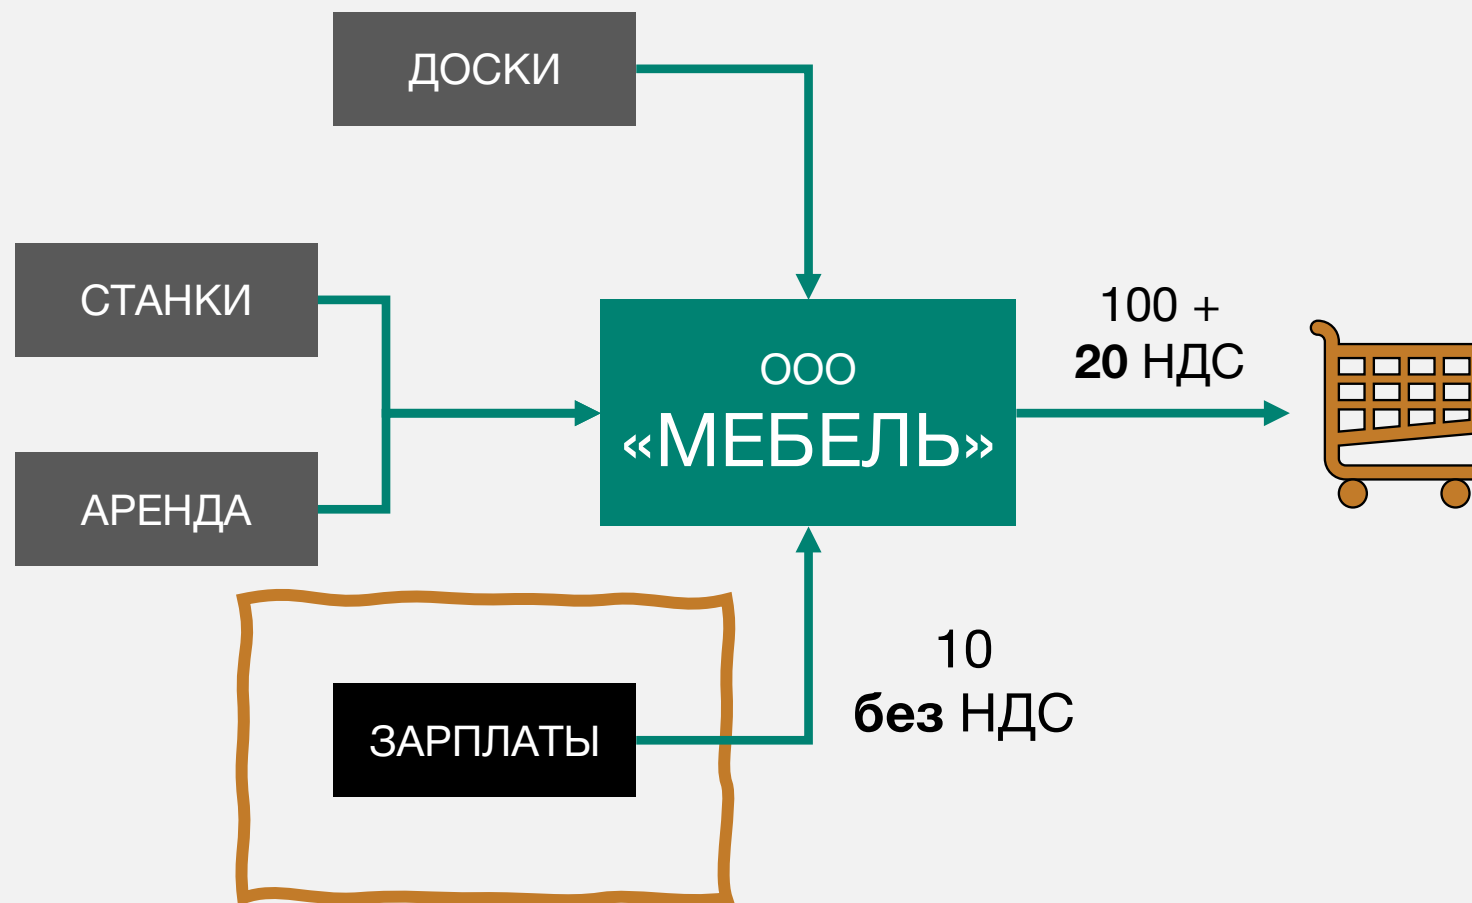 ДОСКИ
СТАНКИ
АРЕНДА
ООО
«МЕБЕЛЬ»
100 +
20 НДС
ЗАРПЛАТЫ
10
без НДС